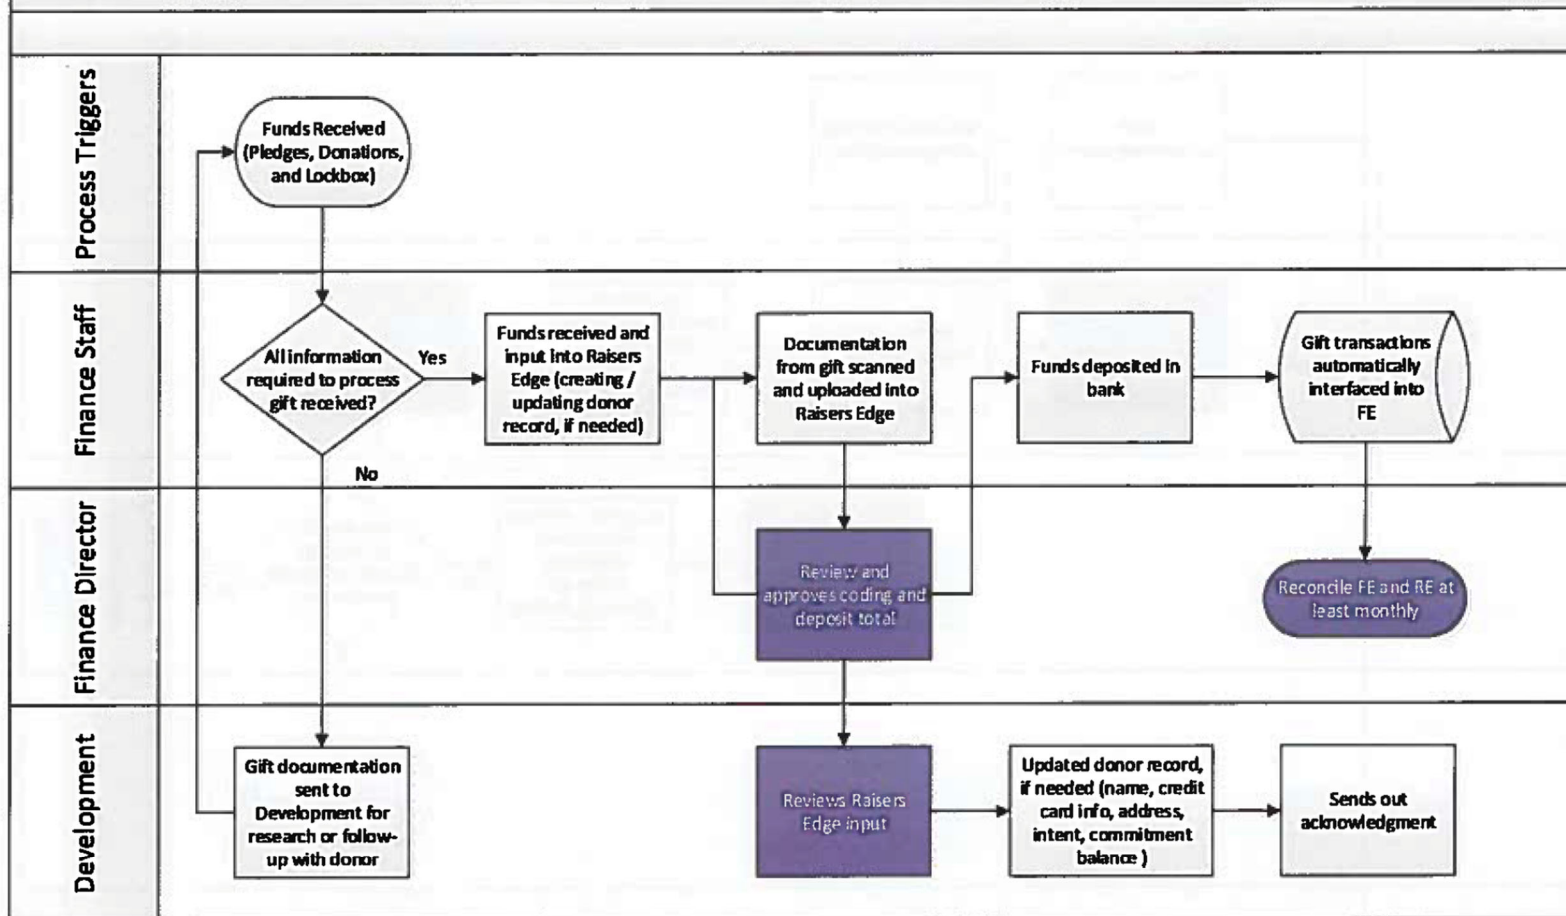 Process Triggers
Funds Received
(Pledges, Donations,
and Lockbox)
Finance Staff
All information
required to process
gift received?
Yes
No
Funds received and
input into Raisers
Edge (creating /
updating donor
record, if needed)
Documentation
from gift scanned
and uploaded into
Raisers Edge
Funds deposited in
bank
Gift transactions
automatically
interfaced into
FE
Finance Director
Review and
approves coding and
deposit total
Reconcile FE and RE at
least monthly
Development
Gift documentation
sent to
Development for
research or follow-
up with donor
Reviews Raisers
Edge input
Updated donor record,
if needed (name, credit
card info, address,
intent, commitment
balance )
Sends out
acknowledgment